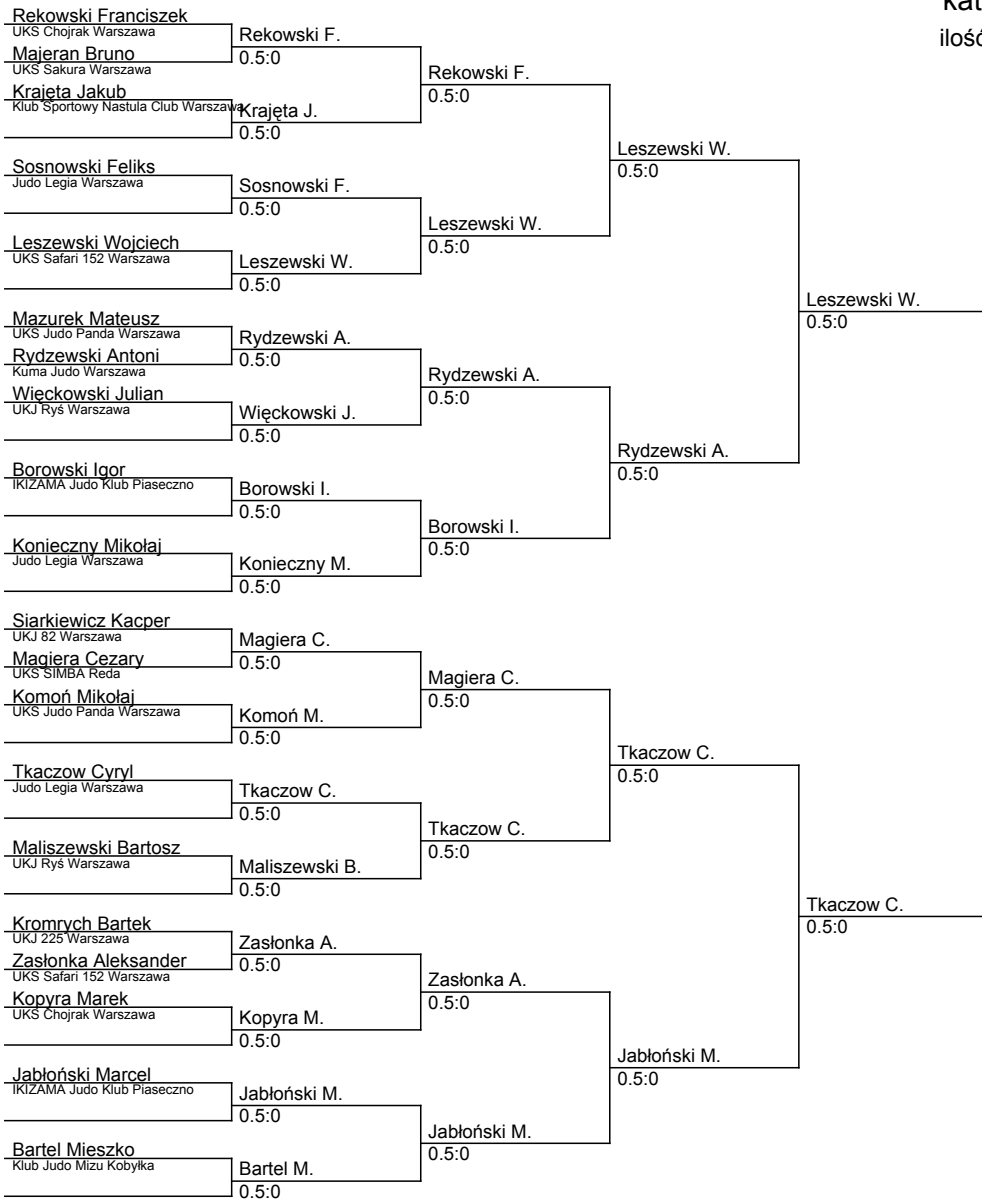 kat
ilość
Rekowski Franciszek
UKS Chojrak Warszawa
Majeran Bruno
UKS Sakura Warszawa
Krajęta Jakub
Klub Sportowy Nastula Club Warszawa
Sosnowski Feliks
Judo Legia Warszawa
Leszewski Wojciech
UKS Safari 152 Warszawa
Mazurek Mateusz
UKS Judo Panda Warszawa
Rydzewski Antoni
Kuma Judo Warszawa
Więckowski Julian
UKJ Ryś Warszawa
Borowski Igor
IKIZAMA Judo Klub Piaseczno
Konieczny Mikołaj
Judo Legia Warszawa
Siarkiewicz Kacper
UKJ 82 Warszawa
Magiera Cezary
UKS SIMBA Reda
Komoń Mikołaj
UKS Judo Panda Warszawa
Tkaczow Cyryl
Judo Legia Warszawa
Maliszewski Bartosz
UKJ Ryś Warszawa
Kromrych Bartek
UKJ 225 Warszawa
Zasłonka Aleksander
UKS Safari 152 Warszawa
Kopyra Marek
UKS Chojrak Warszawa
Jabłoński Marcel
IKIZAMA Judo Klub Piaseczno
Bartel Mieszko
Klub Judo Mizu Kobyłka
Rekowski F.
0.5:0
Krajęta J.
0.5:0
Sosnowski F.
0.5:0
Leszewski W.
0.5:0
Rydzewski A.
0.5:0
Więckowski J.
0.5:0
Borowski I.
0.5:0
Konieczny M.
0.5:0
Magiera C.
0.5:0
Komoń M.
0.5:0
Tkaczow C.
0.5:0
Maliszewski B.
0.5:0
Zasłonka A.
0.5:0
Kopyra M.
0.5:0
Jabłoński M.
0.5:0
Bartel M.
0.5:0
Rekowski F.
0.5:0
Leszewski W.
0.5:0
Rydzewski A.
0.5:0
Borowski I.
0.5:0
Magiera C.
0.5:0
Tkaczow C.
0.5:0
Zasłonka A.
0.5:0
Jabłoński M.
0.5:0
Leszewski W.
0.5:0
Rydzewski A.
0.5:0
Tkaczow C.
0.5:0
Jabłoński M.
0.5:0
Leszewski W.
0.5:0
Tkaczow C.
0.5:0